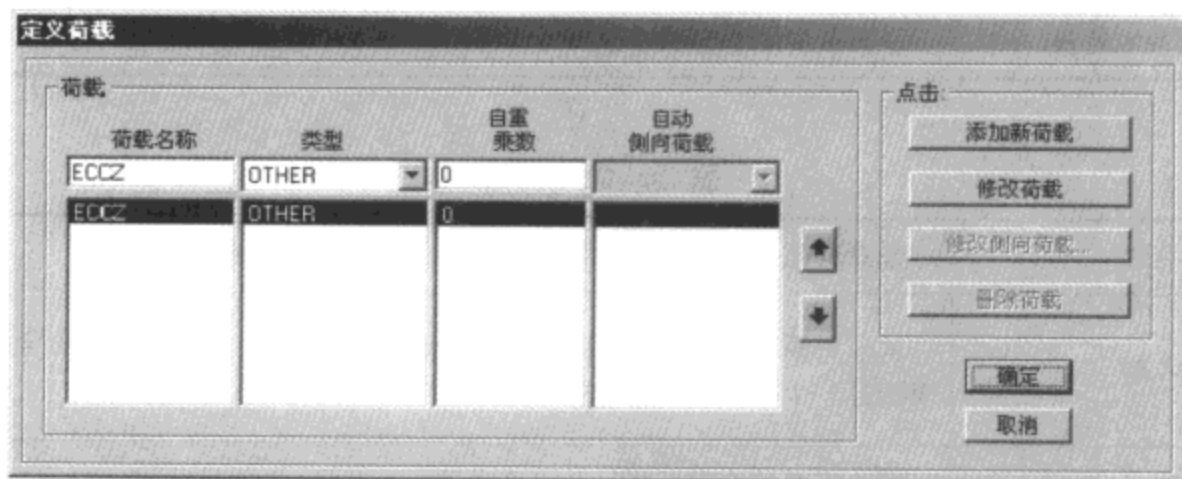 定义荷载
荷载
点击:
荷载名称 类型 自重乘数 自动侧向荷载
ECCZ OTHER 0
ECCZ OTHER 0
添加新荷载
修改荷载
修改侧向荷载...
删除荷载
确定
取消